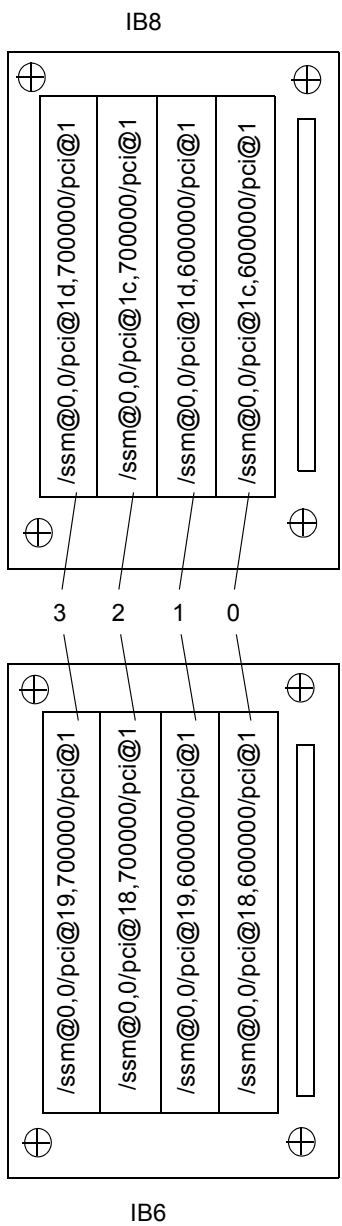 IB8
/ssm@0,0/pci@1d,700000/pci@1
/ssm@0,0/pci@1c,700000/pci@1
/ssm@0,0/pci@1d,600000/pci@1
/ssm@0,0/pci@1c,600000/pci@1
3 2 1 0
/ssm@0,0/pci@19,700000/pci@1
/ssm@0,0/pci@18,700000/pci@1
/ssm@0,0/pci@19,600000/pci@1
/ssm@0,0/pci@18,600000/pci@1
IB6